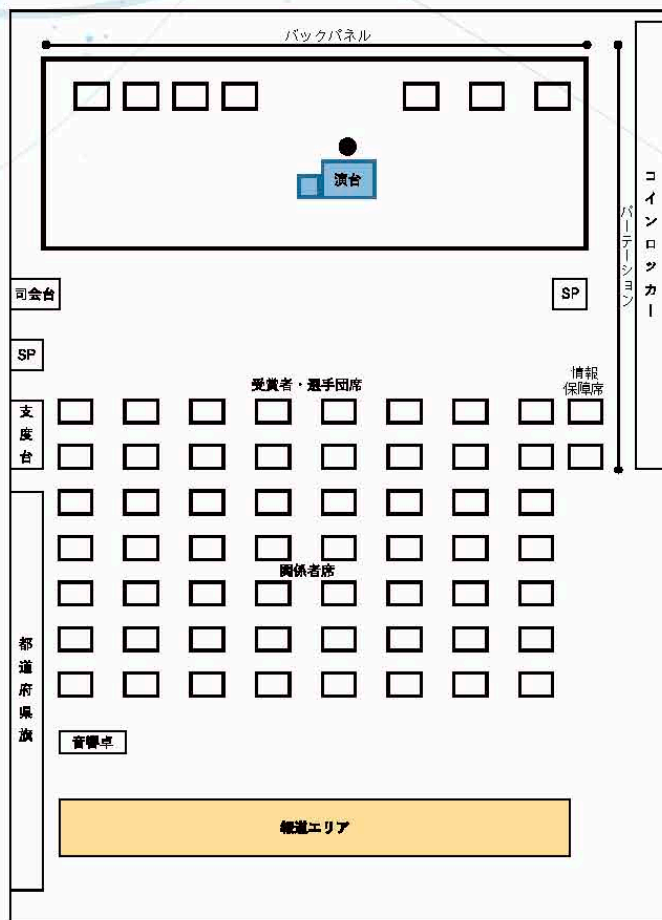 バックパネル
演台
コインロッカー
パーテーション
司会台
SP
SP
受賞者・選手団席
情報
保障席
支度台
関係者席
都道府県旗
音響卓
報道エリア